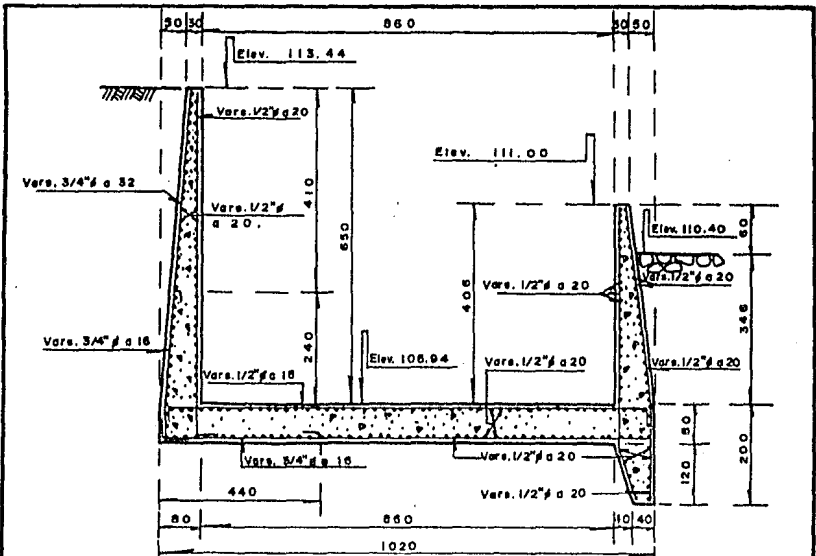 50 30 860 30 50
Elev. 113.44
Vars. 1/2"ø a 20
Elev. 111.00
Vars. 3/4"ø a 32
Vars. 1/2"ø
a 20.
410
650
406
Elev. 110.40
60
Vars. 1/2"ø a 20
Vars. 1/2"ø a 20
346
Vars. 3/4"ø a 16
240
Elev. 106.94
Vars. 1/2"ø a 20
Vars. 1/2"ø a 20
Vars. 1/2"ø a 16
80
200
Vars. 3/4"ø a 16
Vars. 1/2"ø a 20
120
440
Vars. 1/2"ø a 20
80 860 40
1020